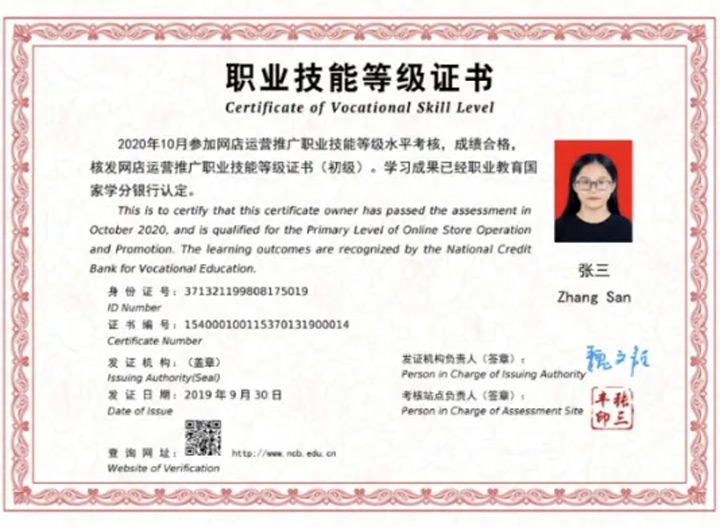 职业技能等级证书
Certificate of Vocational Skill Level
2020年10月参加网店运营推广职业技能等级水平考核，成绩合格，
核发网店运营推广职业技能等级证书（初级）。学习成果已经职业教育国
家学分银行认定。
This is to certify that this certificate owner has passed the assessment in
October 2020, and is qualified for the Primary Level of Online Store Operation
and Promotion. The learning outcomes are recognized by the National Credit
Bank for Vocational Education.
张三
Zhang San
身 份 证 号：371321199808175019
ID Number
证 书 编 号：154000100115370131900014
Certificate Number
发 证 机 构：（盖章）
Issuing Authority(Seal)
发 证 日 期：2019 年 9 月 30 日
Date of Issue
发证机构负责人（签章）：
Person in Charge of Issuing Authority
考核站点负责人（签章）：
Person in Charge of Assessment Site
张三
丰印
查 询 网 址： http://www.ncb.edu.cn
Website of Verification